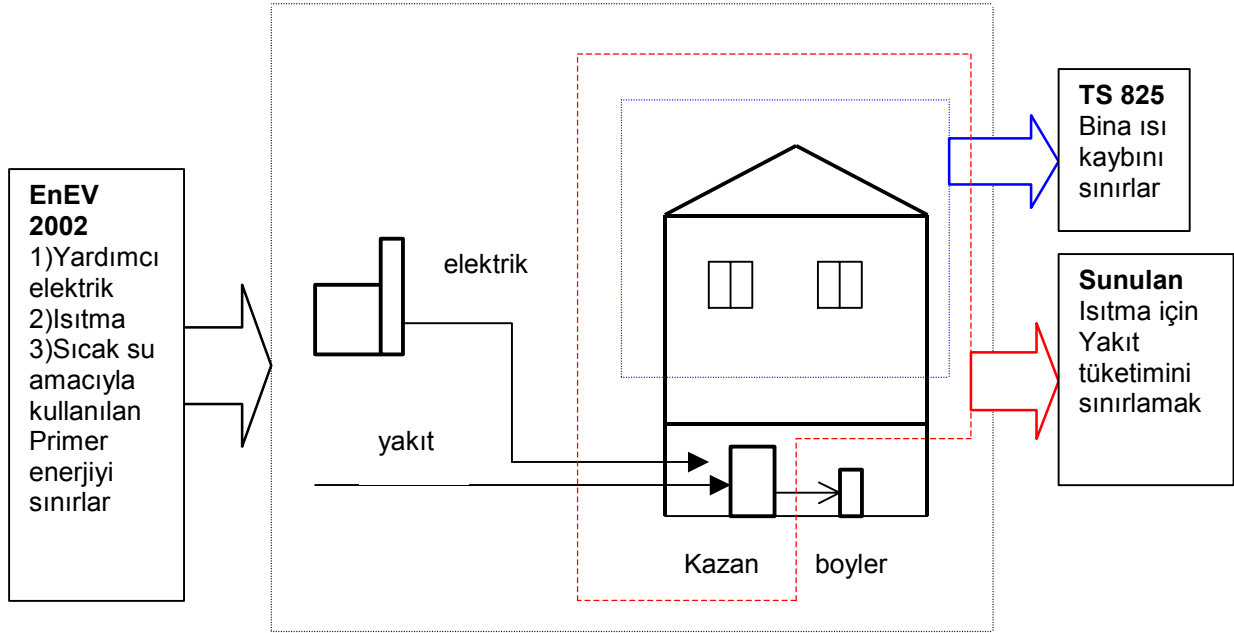 EnEV
2002
1)Yardımcı
elektrik
2)Isıtma
3)Sıcak su
amacıyla
kullanılan
Primer
enerjiyi
sınırlar
elektrik
yakıt
Kazan
boyler
TS 825
Bina ısı
kaybını
sınırlar
Sunulan
Isıtma için
Yakıt
tüketimini
sınırlamak